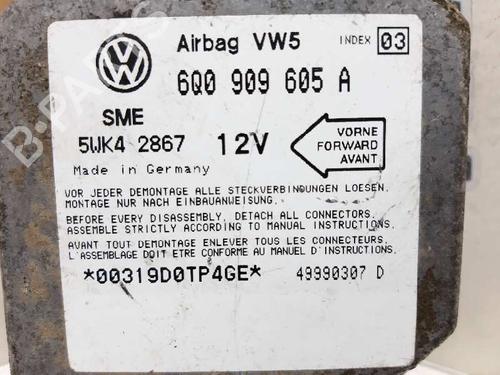 Airbag VW5 INDEX 03
6Q0 909 605 A
SME
5WK4 2867 12V
VORNE
FORWARD
AVANT
Made in Germany
VOR JEDER DEMONTAGE ALLE STECKVERBINDUNGEN LOESEN.
MONTAGE NUR NACH EINBAUANWEISUNG.
BEFORE EVERY DISASSEMBLY, DETACH ALL CONNECTORS.
ASSEMBLE STRICTLY ACCORDING TO MANUAL INSTRUCTIONS.
AVANT TOUT DEMONTAGE ENLEVER TOUS LES CONNECTEURS.
L'ASSEMBLAGE DOIT ETRE CONFORME AU MANUEL D'INSTRUCTIONS.
*00319D0TP4GE* 49990307 D
B-PARTS